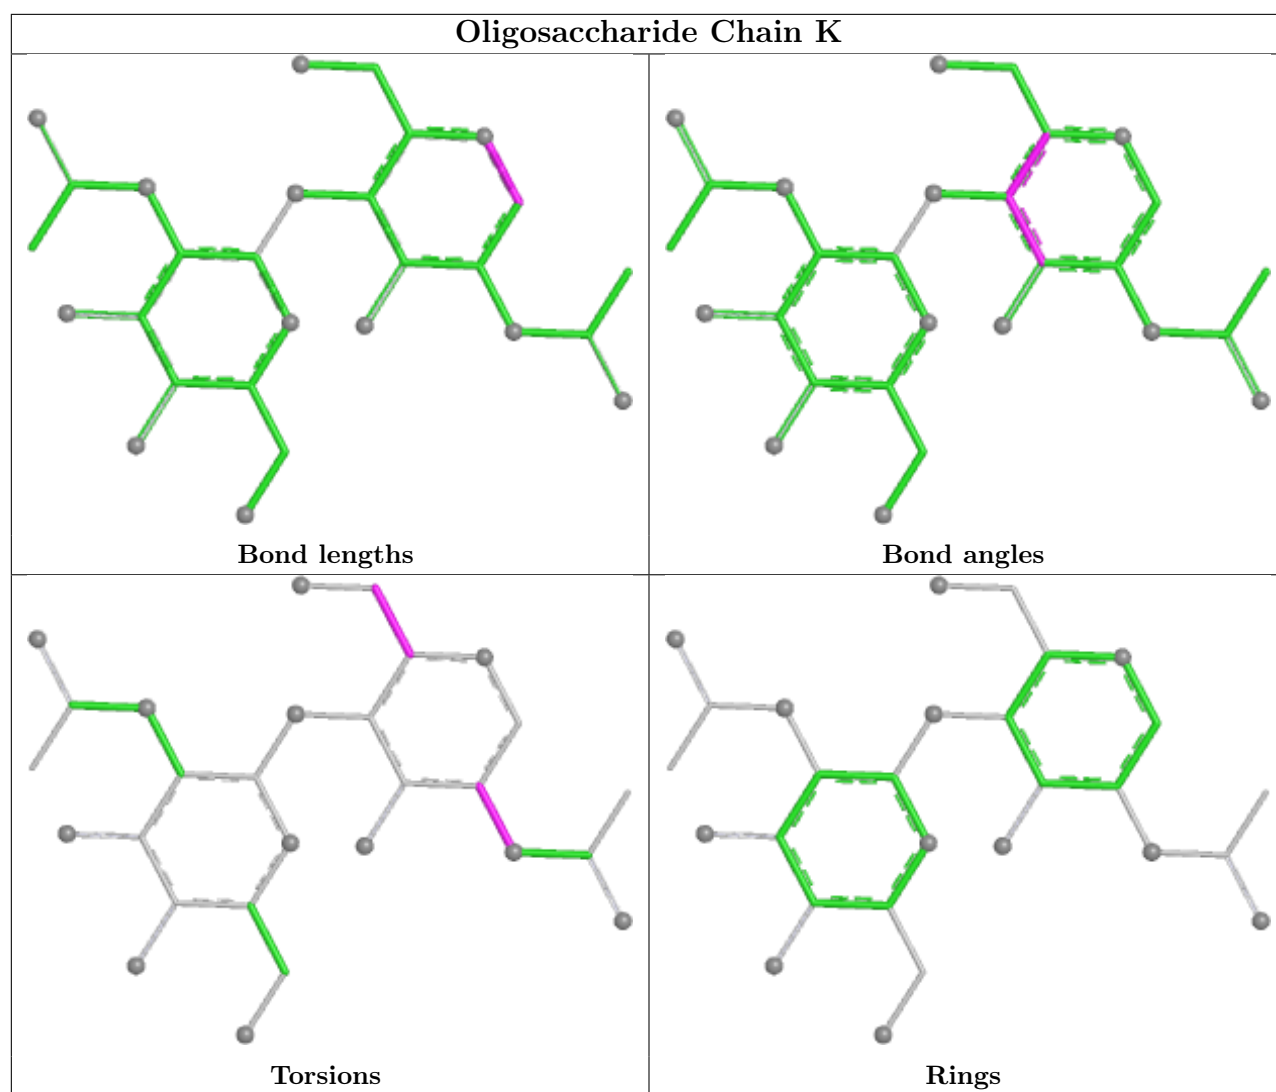 Oligosaccharide Chain K
Bond lengths
Bond angles
Torsions
Rings